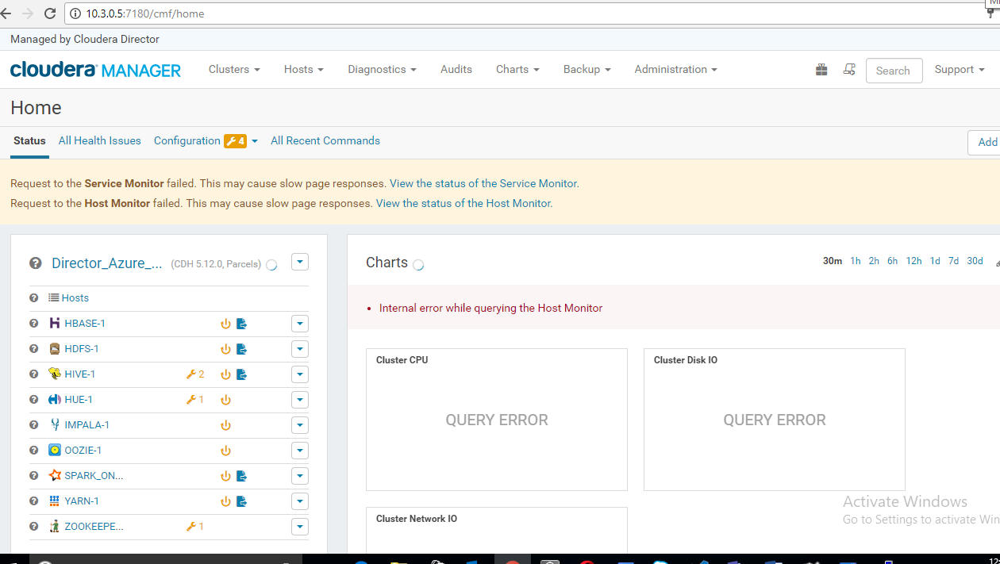 Mi
10.3.0.5:7180/cmf/home
Managed by Cloudera Director
cloudera MANAGER Clusters Hosts Diagnostics Audits Charts Backup Administration Search Support
Home
Status All Health Issues Configuration 4 All Recent Commands Add
Request to the Service Monitor failed. This may cause slow page responses. View the status of the Service Monitor.
Request to the Host Monitor failed. This may cause slow page responses. View the status of the Host Monitor.
Director_Azure_... (CDH 5.12.0, Parcels)
Hosts
HBASE-1
HDFS-1
HIVE-1 2
HUE-1 1
IMPALA-1
OOZIE-1
SPARK_ON...
YARN-1
ZOOKEEPE... 1
Charts 30m 1h 2h 6h 12h 1d 7d 30d
Internal error while querying the Host Monitor
Cluster CPU
QUERY ERROR
Cluster Disk IO
QUERY ERROR
Cluster Network IO
Activate Windows
Go to Settings to activate Win
12